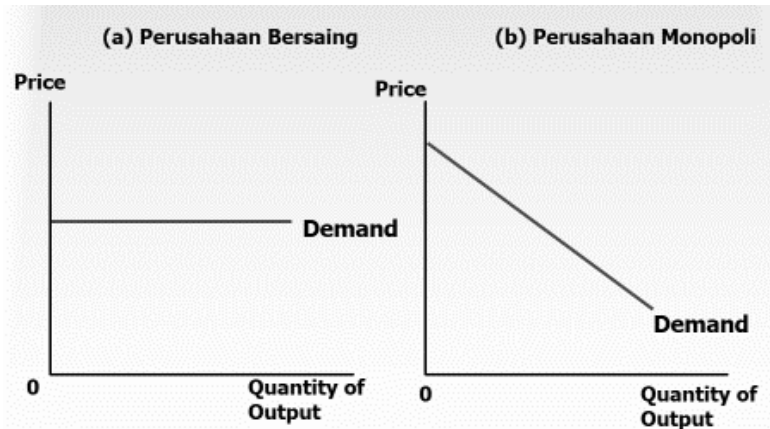 (a) Perusahaan Bersaing
Price
Demand
0
Quantity of
Output
(b) Perusahaan Monopoli
Price
Demand
0
Quantity of
Output